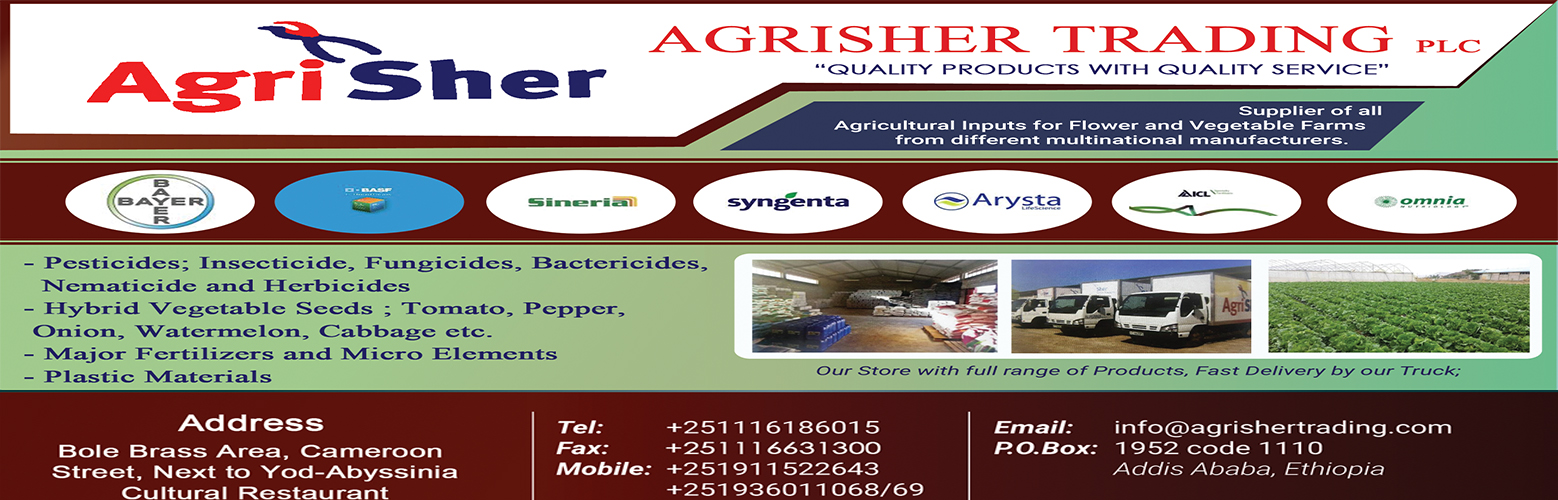 Agri Sher
AGRISHER TRADING PLC
“QUALITY PRODUCTS WITH QUALITY SERVICE”
Supplier of all
Agricultural Inputs for Flower and Vegetable Farms
from different multinational manufacturers.
BAYER
BAYER
BASF
Sineria
syngenta
Arysta
LifeScience
ICL
omnia
- Pesticides; Insecticide, Fungicides, Bactericides,
Nematicide and Herbicides
- Hybrid Vegetable Seeds ; Tomato, Pepper,
Onion, Watermelon, Cabbage etc.
- Major Fertilizers and Micro Elements
- Plastic Materials
Our Store with full range of Products, Fast Delivery by our Truck;
Address
Bole Brass Area, Cameroon
Street, Next to Yod-Abyssinia
Cultural Restaurant
Tel: +251116186015
Fax: +251116631300
Mobile: +251911522643
+251936011068/69
Email: info@agrishertrading.com
P.O.Box: 1952 code 1110
Addis Ababa, Ethiopia